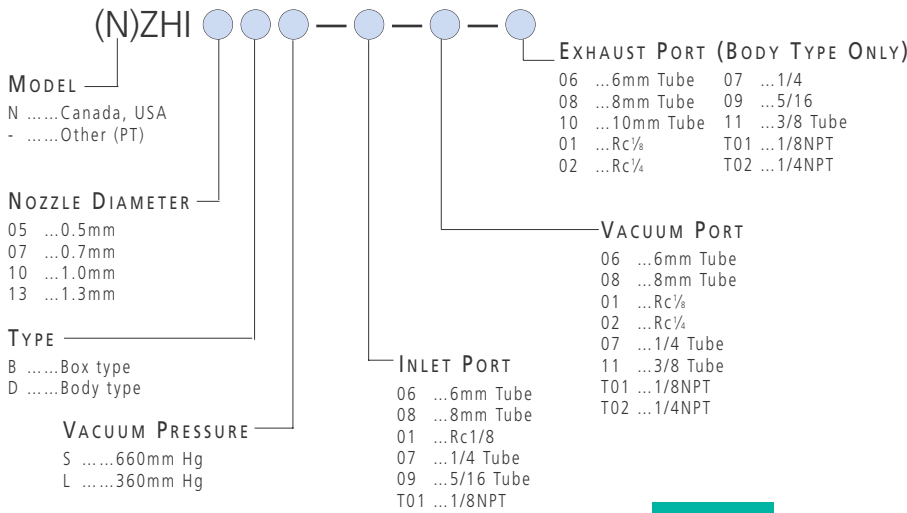 (N)ZHI — — —
MODEL
N ......Canada, USA
- ......Other (PT)
NOZZLE DIAMETER
05 ...0.5mm
07 ...0.7mm
10 ...1.0mm
13 ...1.3mm
TYPE
B ......Box type
D ......Body type
VACUUM PRESSURE
S ......660mm Hg
L ......360mm Hg
INLET PORT
06 ...6mm Tube
08 ...8mm Tube
01 ...Rc1/8
07 ...1/4 Tube
09 ...5/16 Tube
T01 ...1/8NPT
VACUUM PORT
06 ...6mm Tube
08 ...8mm Tube
01 ...Rc⅛
02 ...Rc¼
07 ...1/4 Tube
11 ...3/8 Tube
T01 ...1/8NPT
T02 ...1/4NPT
EXHAUST PORT (BODY TYPE ONLY)
06 ...6mm Tube 07 ...1/4
08 ...8mm Tube 09 ...5/16
10 ...10mm Tube 11 ...3/8 Tube
01 ...Rc⅛ T01 ...1/8NPT
02 ...Rc¼ T02 ...1/4NPT